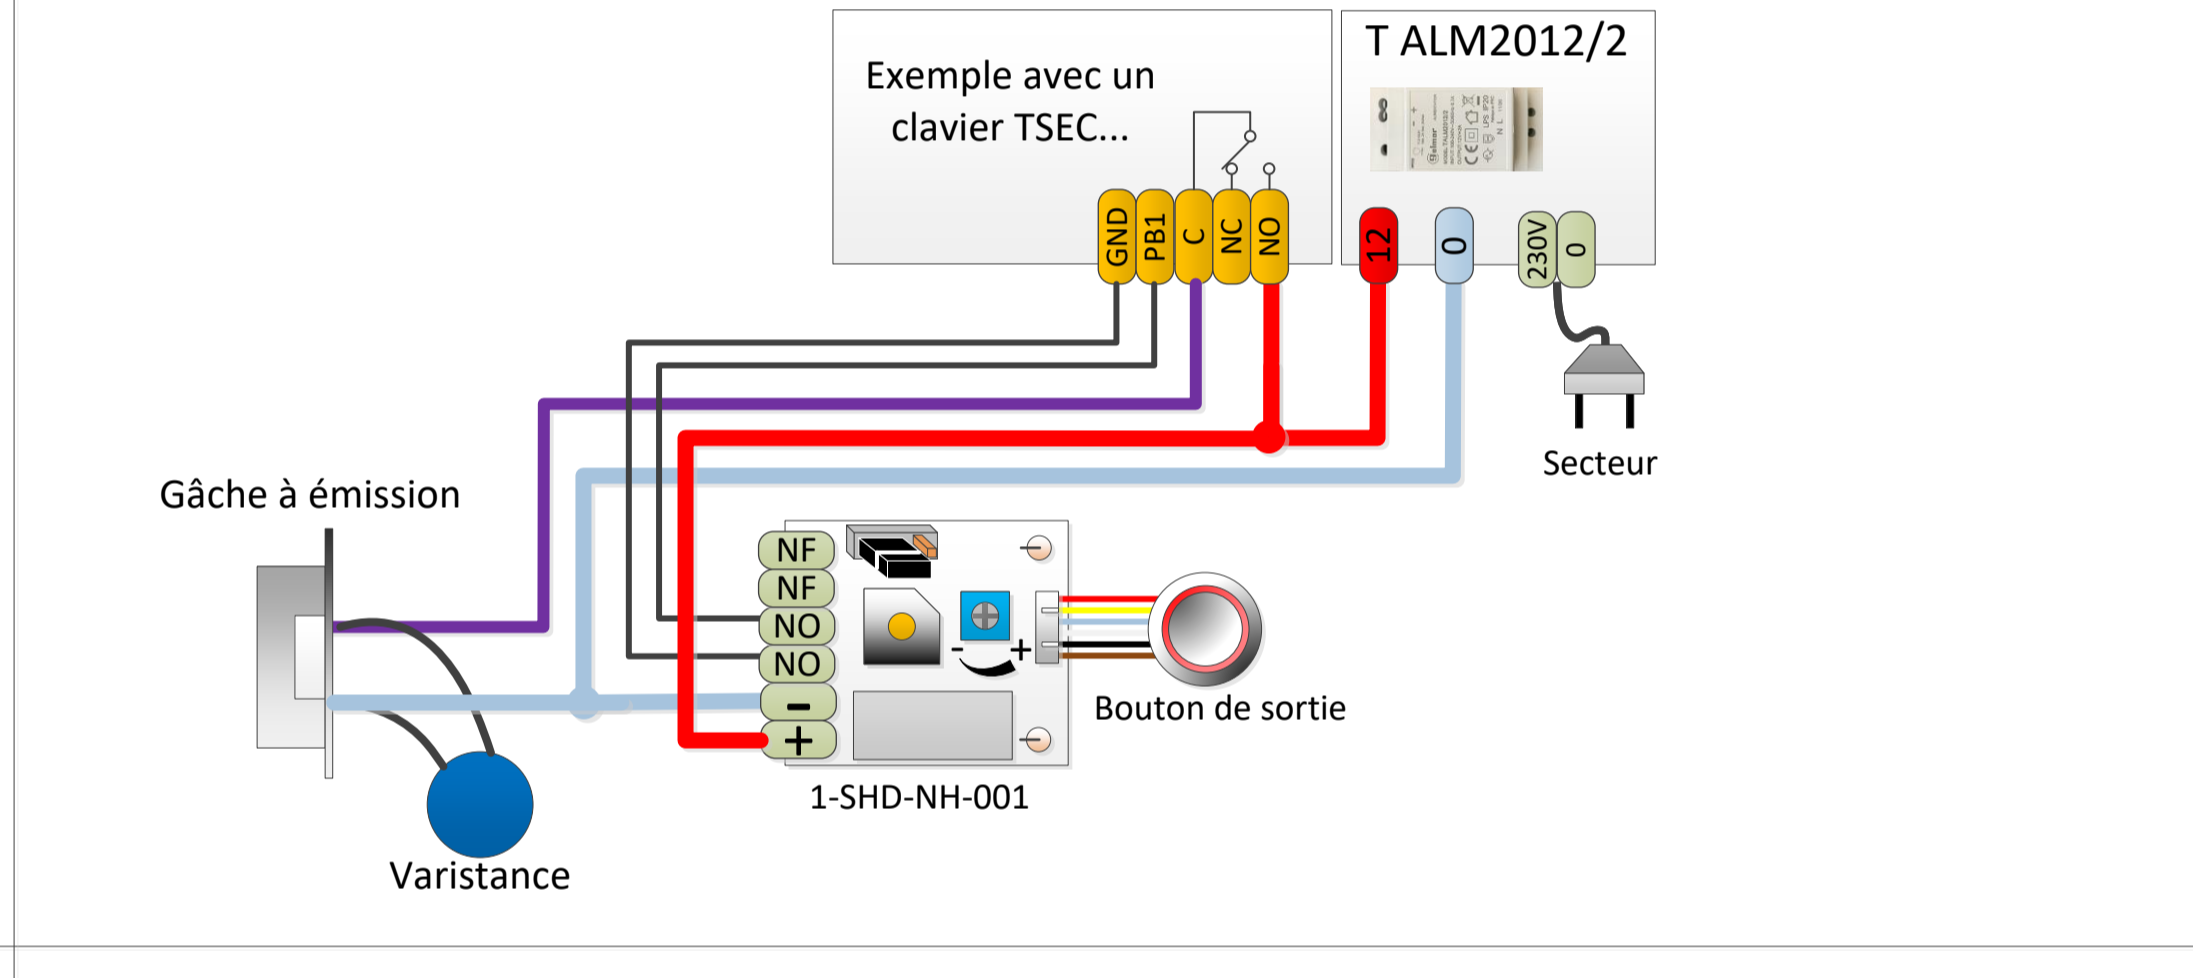 Exemple avec un
clavier TSEC...
T ALM2012/2
GND
PB1
C
NC
NO
12
0
230V
0
Secteur
Gâche à émission
NF
NF
NO
NO
-
+
- +
Bouton de sortie
1-SHD-NH-001
Varistance